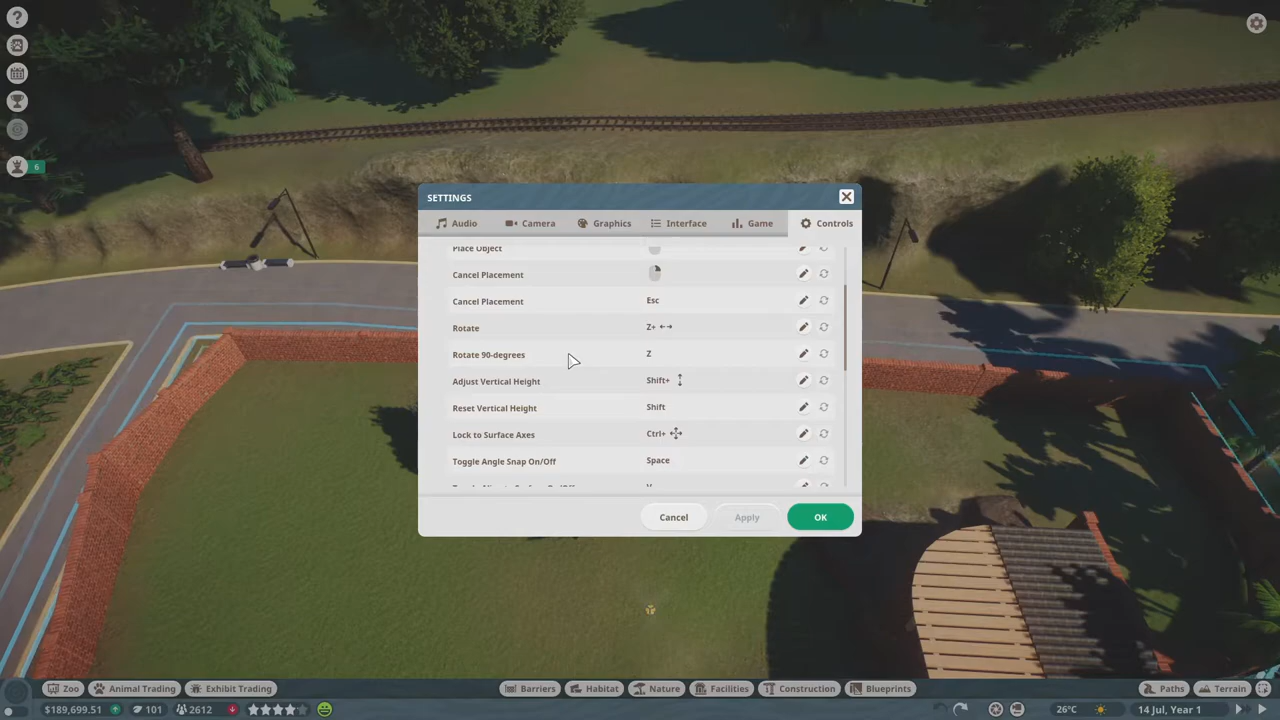 6
SETTINGS
Audio Camera Graphics Interface Game Controls
Place Object
Cancel Placement
Cancel Placement Esc
Rotate Z+
Rotate 90-degrees Z
Adjust Vertical Height Shift+
Reset Vertical Height Shift
Lock to Surface Axes Ctrl+
Toggle Angle Snap On/Off Space
Cancel Apply OK
Zoo Animal Trading Exhibit Trading Barriers Habitat Nature Facilities Construction Blueprints Paths Terrain
$189,699.51 101 2612 26°C 14 Jul, Year 1